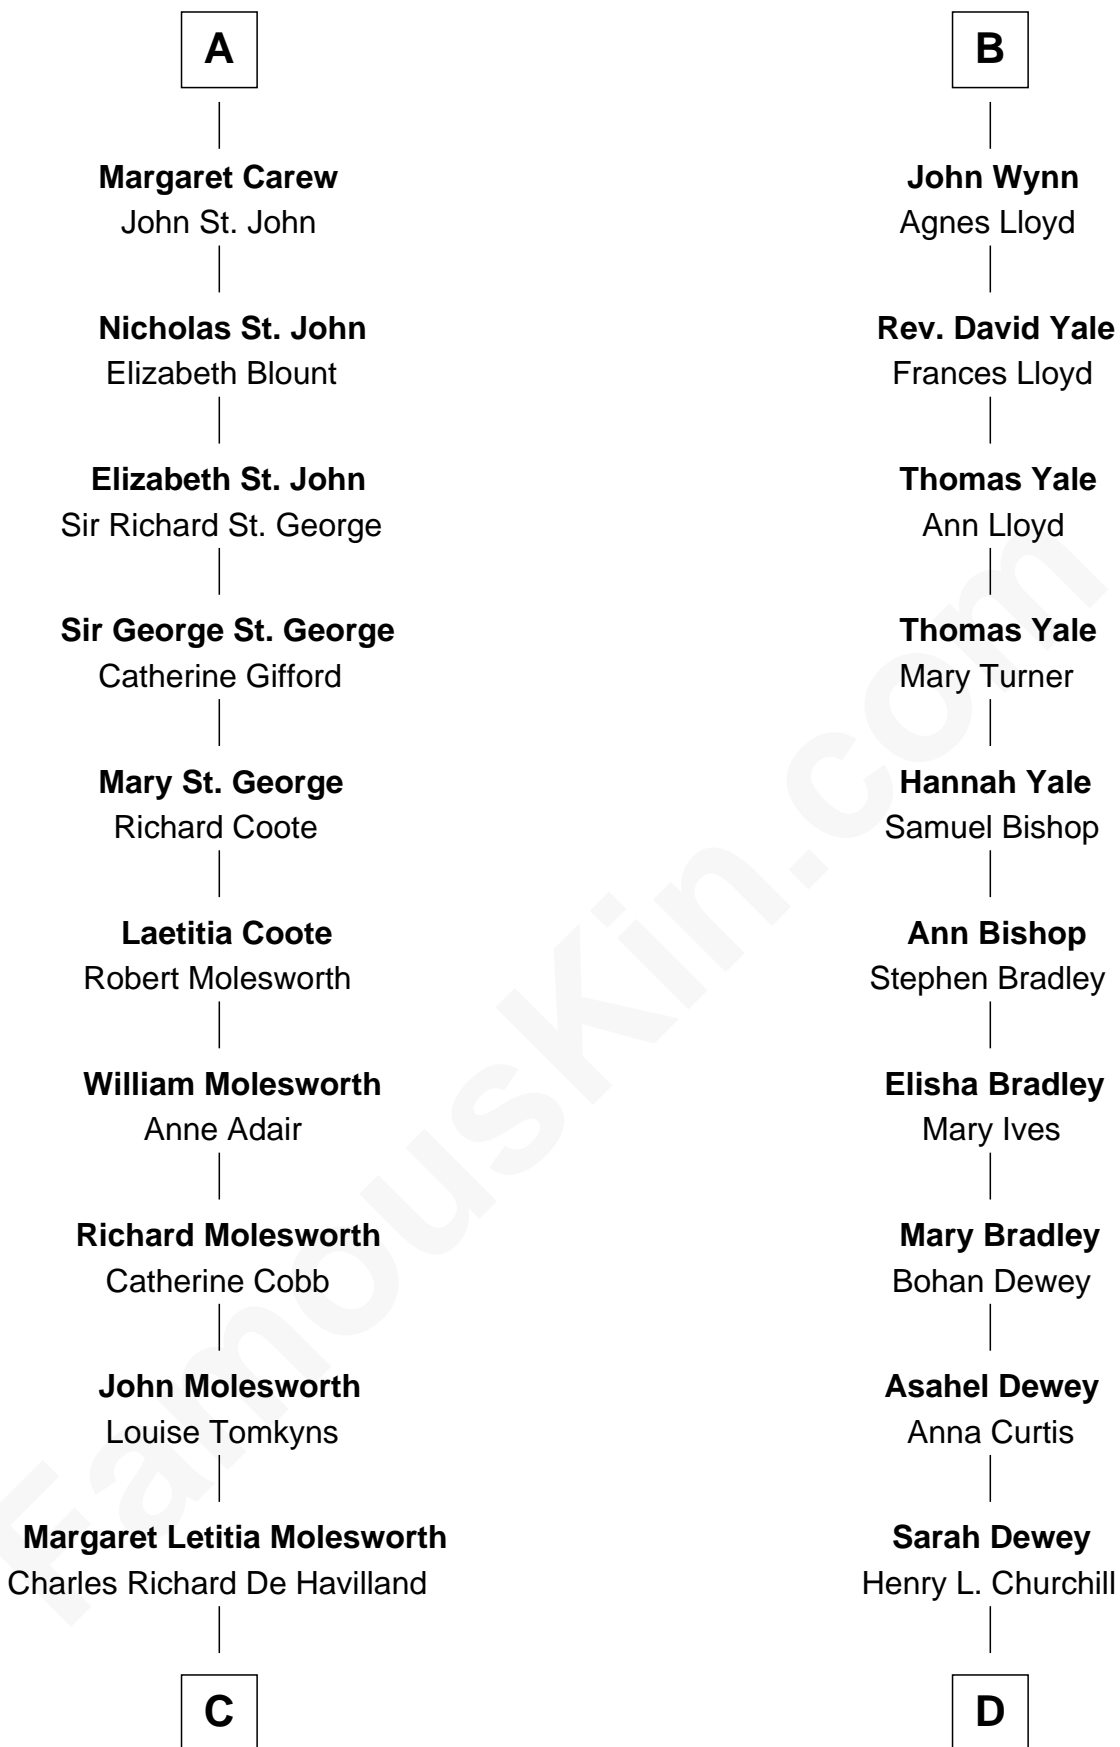 A
Margaret Carew
John St. John
Nicholas St. John
Elizabeth Blount
Elizabeth St. John
Sir Richard St. George
Sir George St. George
Catherine Gifford
Mary St. George
Richard Coote
Laetitia Coote
Robert Molesworth
William Molesworth
Anne Adair
Richard Molesworth
Catherine Cobb
John Molesworth
Louise Tomkyns
Margaret Letitia Molesworth
Charles Richard De Havilland
C
B
John Wynn
Agnes Lloyd
Rev. David Yale
Frances Lloyd
Thomas Yale
Ann Lloyd
Thomas Yale
Mary Turner
Hannah Yale
Samuel Bishop
Ann Bishop
Stephen Bradley
Elisha Bradley
Mary Ives
Mary Bradley
Bohan Dewey
Asahel Dewey
Anna Curtis
Sarah Dewey
Henry L. Churchill
D
FamousKin.com